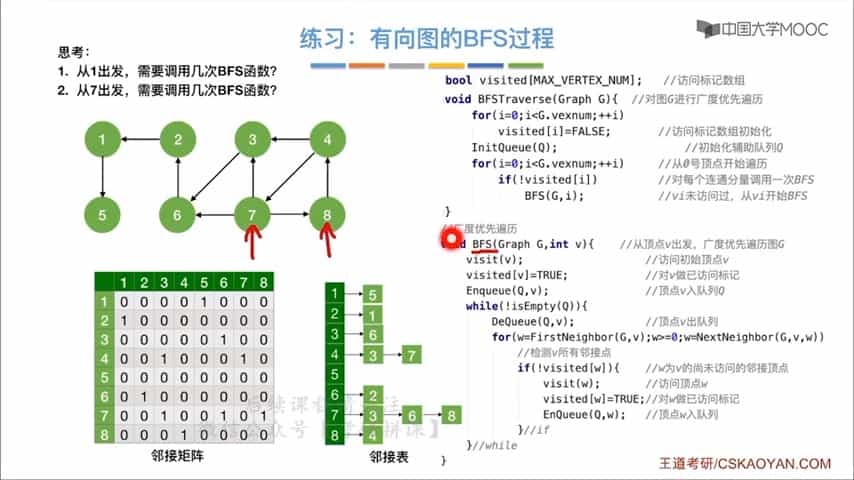 练习：有向图的BFS过程
中国大学MOOC
思考：
1. 从1出发，需要调用几次BFS函数？
2. 从7出发，需要调用几次BFS函数？
1 2 3 4
5 6 7 8
1 2 3 4 5 6 7 8
1 0 0 0 0 1 0 0 0
2 1 0 0 0 0 0 0 0
3 0 0 0 0 0 1 0 0
4 0 0 1 0 0 0 1 0
5 0 0 0 0 0 0 0 0
6 0 1 0 0 0 0 0 0
7 0 0 1 0 0 1 0 1
8 0 0 0 1 0 0 0 0
邻接矩阵
1 5
2 1
3 6
4 3 7
5
6 2
7 3 6 8
8 4
邻接表
bool visited[MAX_VERTEX_NUM]; //访问标记数组
void BFSTraverse(Graph G){ //对图G进行广度优先遍历
for(i=0;i<G.vexnum;++i)
visited[i]=FALSE; //访问标记数组初始化
InitQueue(Q); //初始化辅助队列Q
for(i=0;i<G.vexnum;++i) //从0号顶点开始遍历
if(!visited[i]) //对每个连通分量调用一次BFS
BFS(G,i); //vi未访问过，从vi开始BFS
}
广度优先遍历
BFS(Graph G,int v){ //从顶点v出发，广度优先遍历图G
visit(v); //访问初始顶点v
visited[v]=TRUE; //对v做已访问标记
Enqueue(Q,v); //顶点v入队列Q
while(!isEmpty(Q)){
DeQueue(Q,v); //顶点v出队列
for(w=FirstNeighbor(G,v);w>=0;w=NextNeighbor(G,v,w))
//检测v所有邻接点
if(!visited[w]){ //w为v的尚未访问的邻接顶点
visit(w); //访问顶点w
visited[w]=TRUE;//对w做已访问标记
EnQueue(Q,w); //顶点w入队列
}//if
}//while
}
王道考研/CSKAOYAN.COM